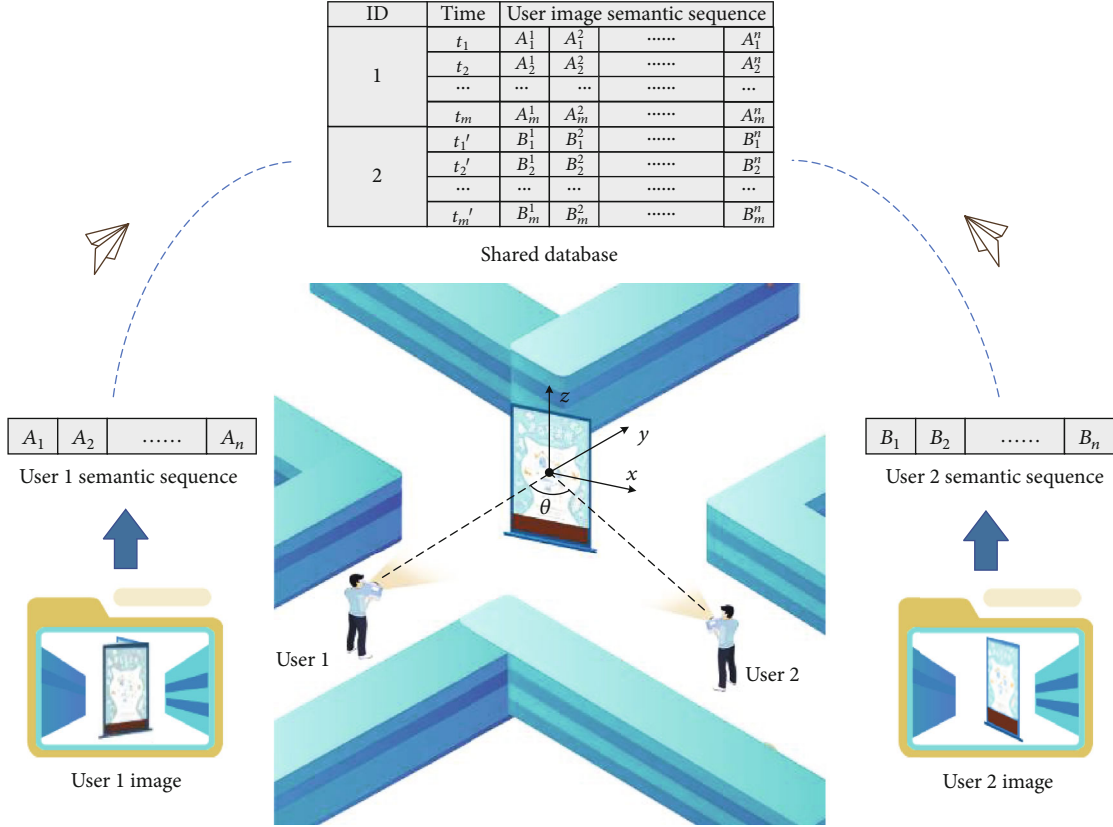 ID Time User image semantic sequence
1
t₁ A₁¹ A₁² ...... A₁ⁿ
t₂ A₂¹ A₂² ...... A₂ⁿ
... ... ... ...... ...
tₘ Aₘ¹ Aₘ² ...... Aₘⁿ
2
t₁′ B₁¹ B₁² ...... B₁ⁿ
t₂′ B₂¹ B₂² ...... B₂ⁿ
... ... ... ...... ...
tₘ′ Bₘ¹ Bₘ² ...... Bₘⁿ
Shared database
A₁ A₂ ...... Aₙ
User 1 semantic sequence
User 1 image
z
y
x
θ
User 1
User 2
B₁ B₂ ...... Bₙ
User 2 semantic sequence
User 2 image